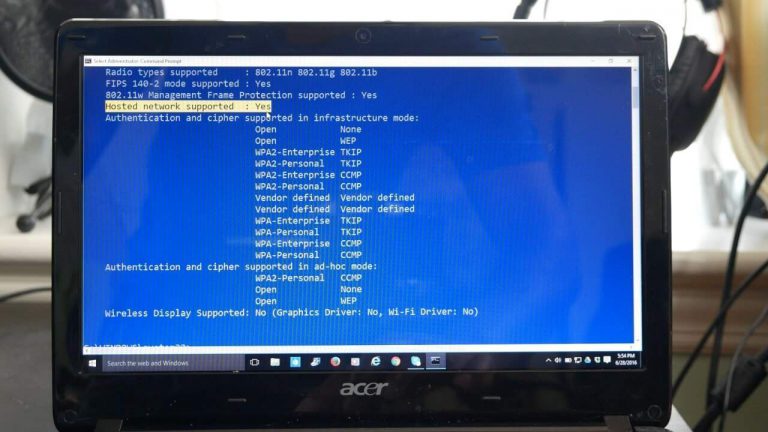 Select Administrator: Command Prompt
Radio types supported : 802.11n 802.11g 802.11b
FIPS 140-2 mode supported : Yes
802.11w Management Frame Protection supported : Yes
Hosted network supported : Yes
Authentication and cipher supported in infrastructure mode:
Open None
Open WEP
WPA2-Enterprise TKIP
WPA2-Personal TKIP
WPA2-Enterprise CCMP
WPA2-Personal CCMP
Vendor defined Vendor defined
Vendor defined Vendor defined
WPA-Enterprise TKIP
WPA-Personal TKIP
WPA-Enterprise CCMP
WPA-Personal CCMP
Authentication and cipher supported in ad-hoc mode:
WPA2-Personal CCMP
Open None
Open WEP
Wireless Display Supported: No (Graphics Driver: No, Wi-Fi Driver: No)
Search the web and Windows
5:54 PM
6/28/2016
acer